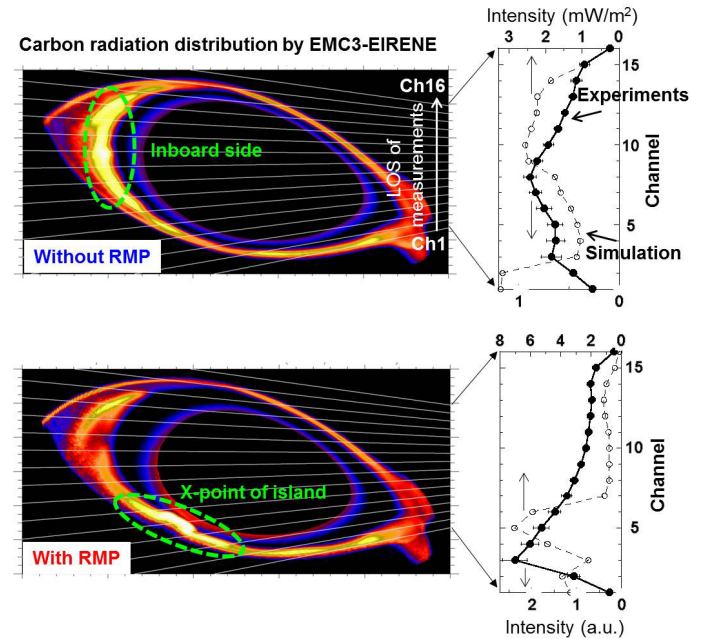 Intensity (mW/m²)
Carbon radiation distribution by EMC3-EIRENE
3 2 1 0
Ch16
15
Experiments
Inboard side
LOS of
measurements
10
Channel
5
Ch1
Simulation
Without RMP
1 0
8 6 4 2 0
15
X-point of island
10
Channel
5
With RMP
2 1 0
Intensity (a.u.)